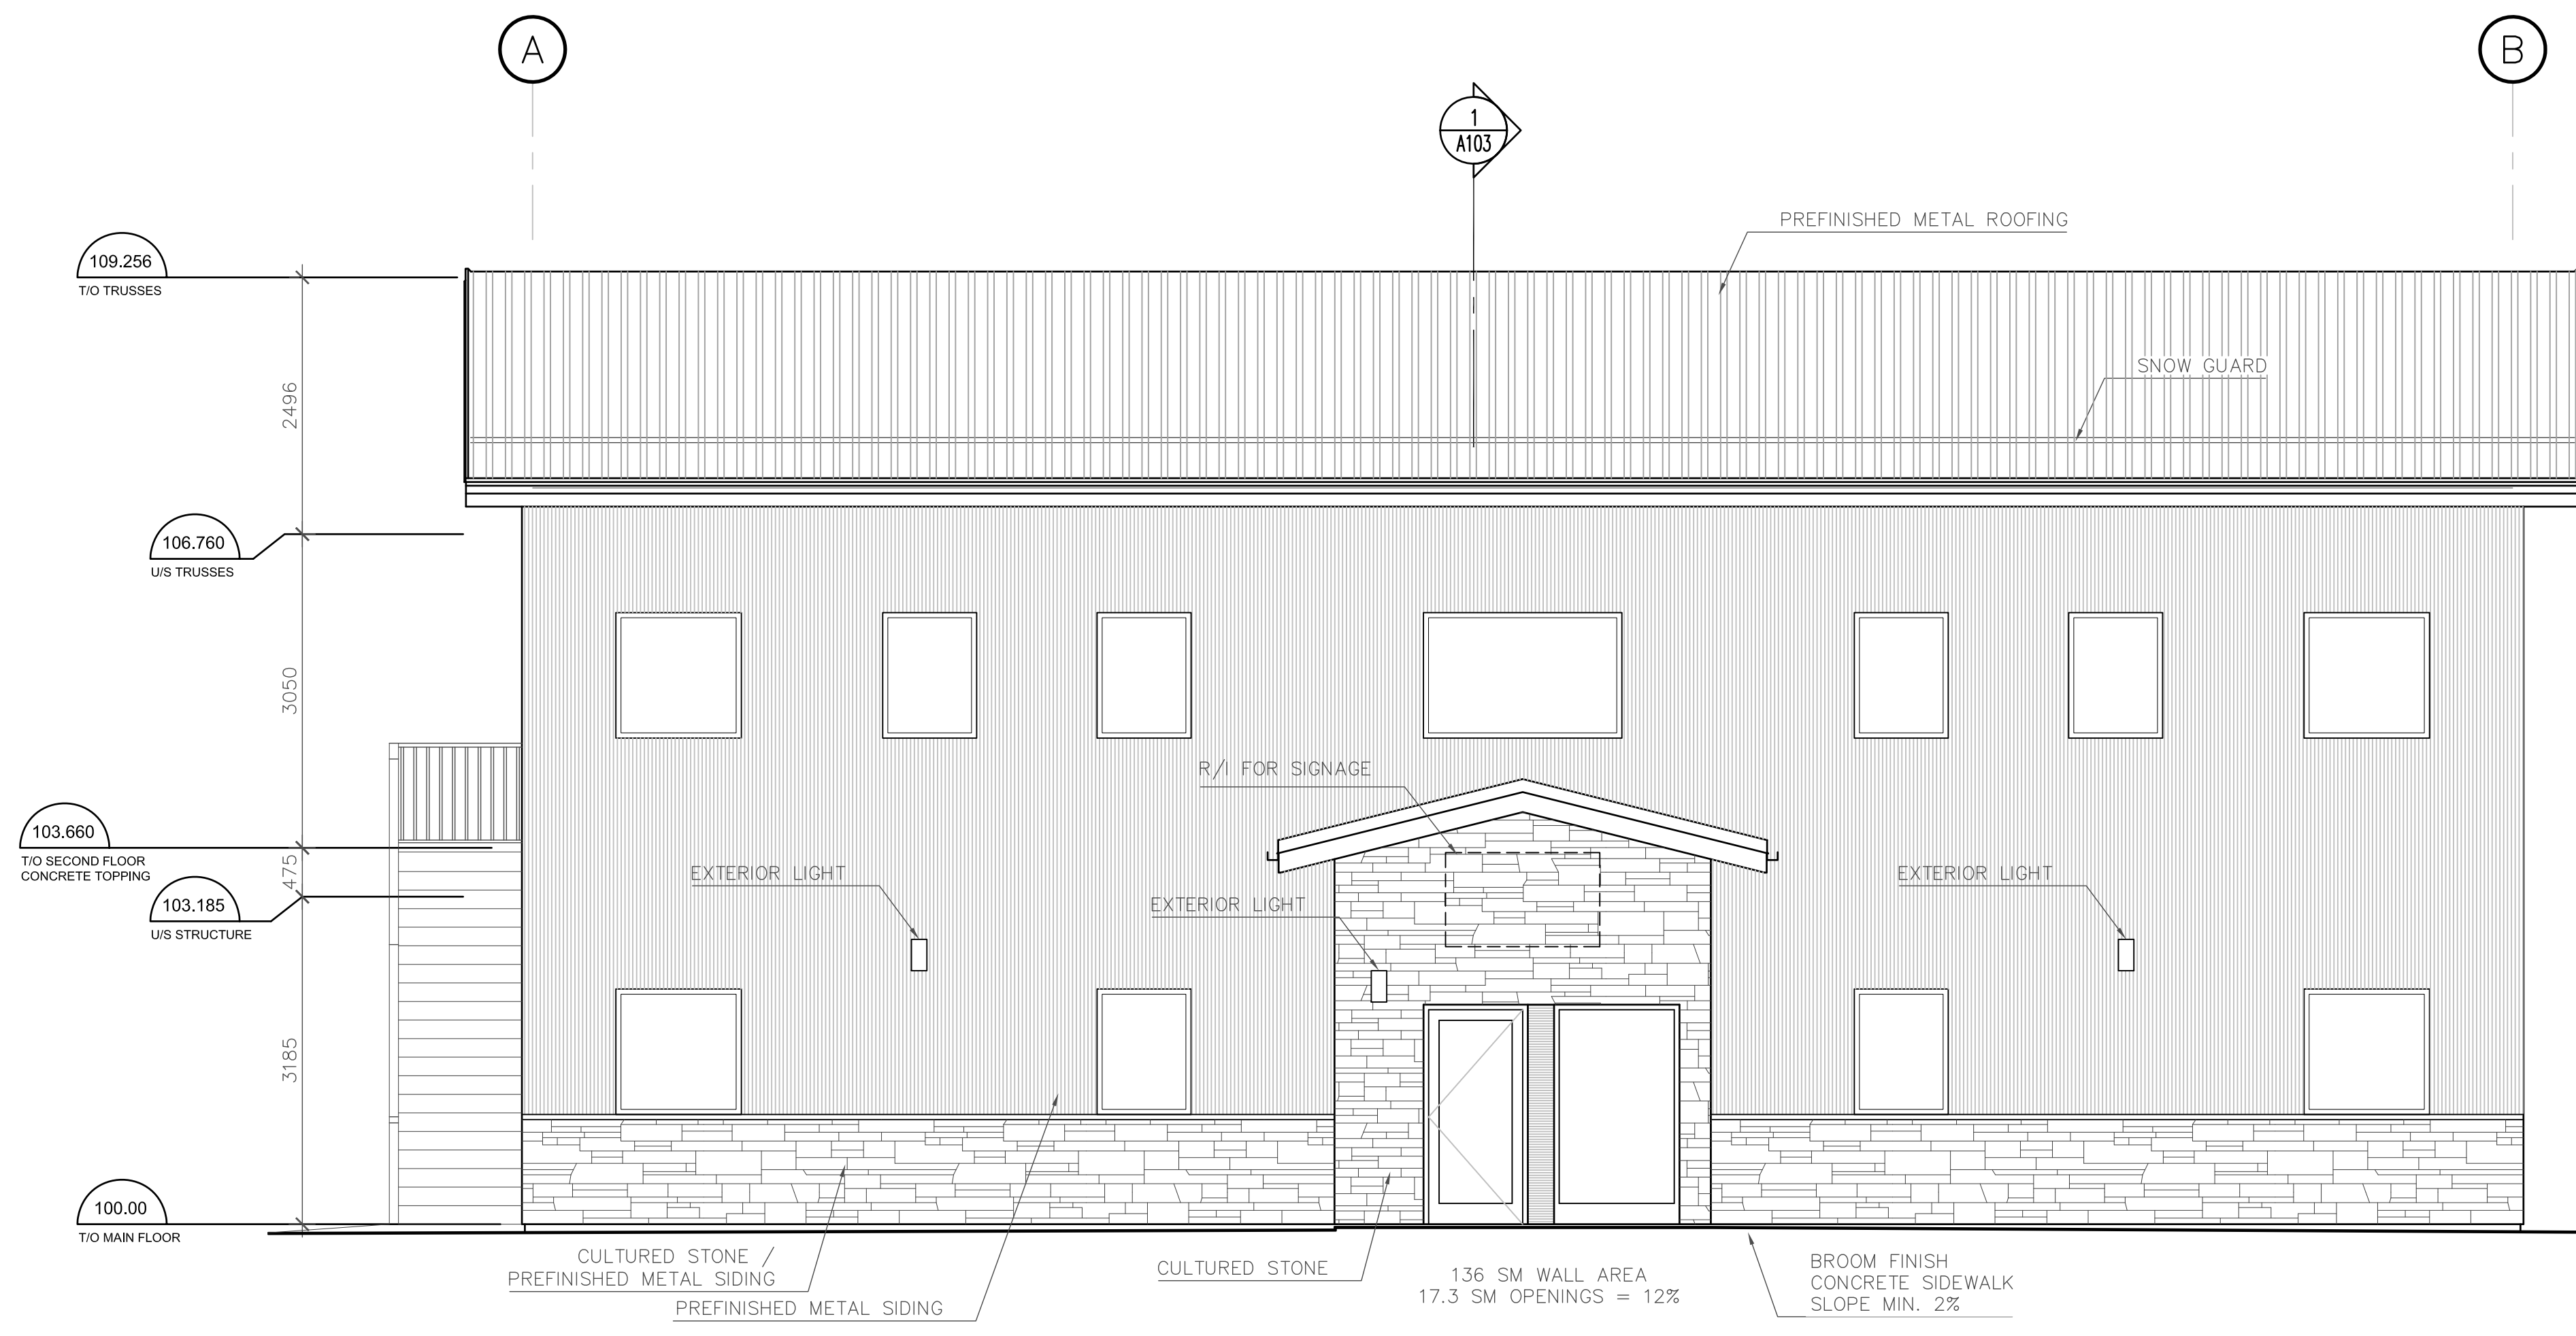 A
B
1
A103
PREFINISHED METAL ROOFING
109.256
T/O TRUSSES
SNOW GUARD
2496
106.760
U/S TRUSSES
3050
R/I FOR SIGNAGE
103.660
T/O SECOND FLOOR
CONCRETE TOPPING
475
EXTERIOR LIGHT
EXTERIOR LIGHT
EXTERIOR LIGHT
103.185
U/S STRUCTURE
3185
100.00
T/O MAIN FLOOR
CULTURED STONE /
PREFINISHED METAL SIDING
PREFINISHED METAL SIDING
CULTURED STONE
136 SM WALL AREA
17.3 SM OPENINGS = 12%
BROOM FINISH
CONCRETE SIDEWALK
SLOPE MIN. 2%